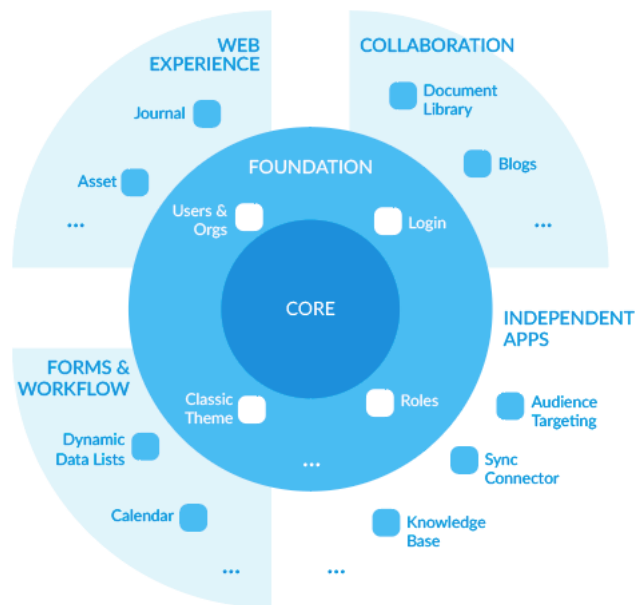 WEB
EXPERIENCE
Journal
Asset
...
COLLABORATION
Document
Library
Blogs
...
FOUNDATION
Users &
Orgs
Login
CORE
Classic
Theme
Roles
...
FORMS &
WORKFLOW
Dynamic
Data Lists
Calendar
...
INDEPENDENT
APPS
Audience
Targeting
Sync
Connector
Knowledge
Base
...